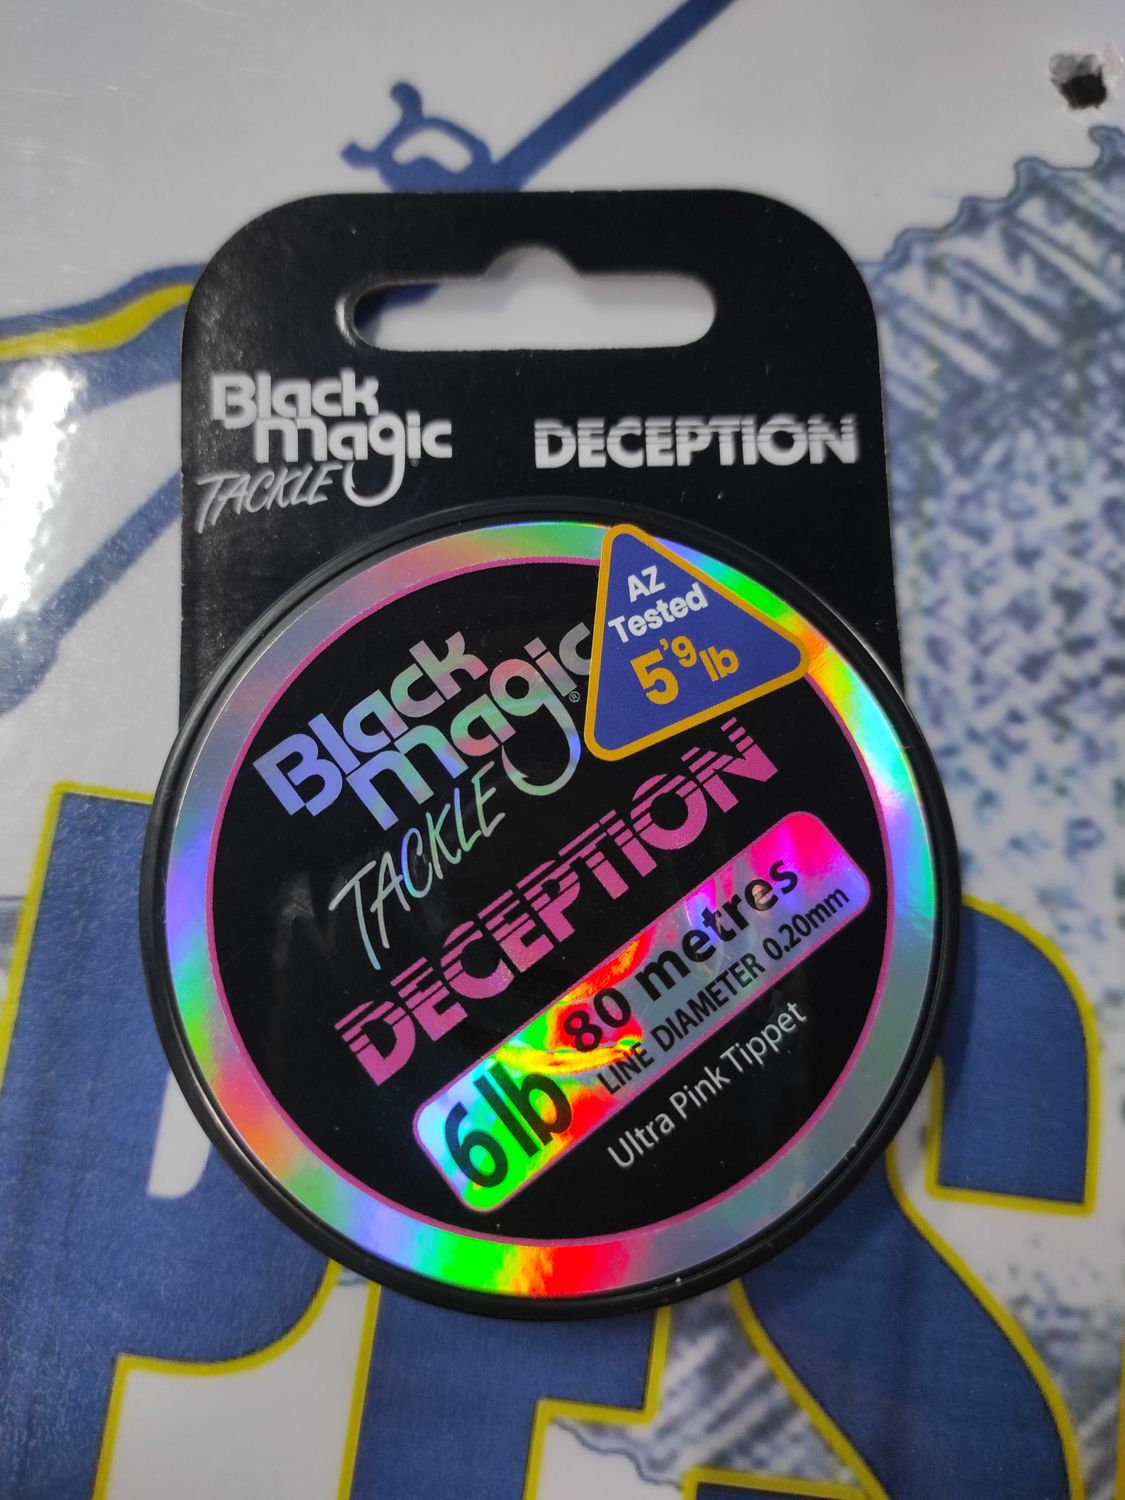 Black
magic
TACKLE
DECEPTION
AZ
Tested
5'9 lb
Black
magic®
TACKLE
DECEPTION
6lb
80 metres
LINE DIAMETER 0.20mm
Ultra Pink Tippet